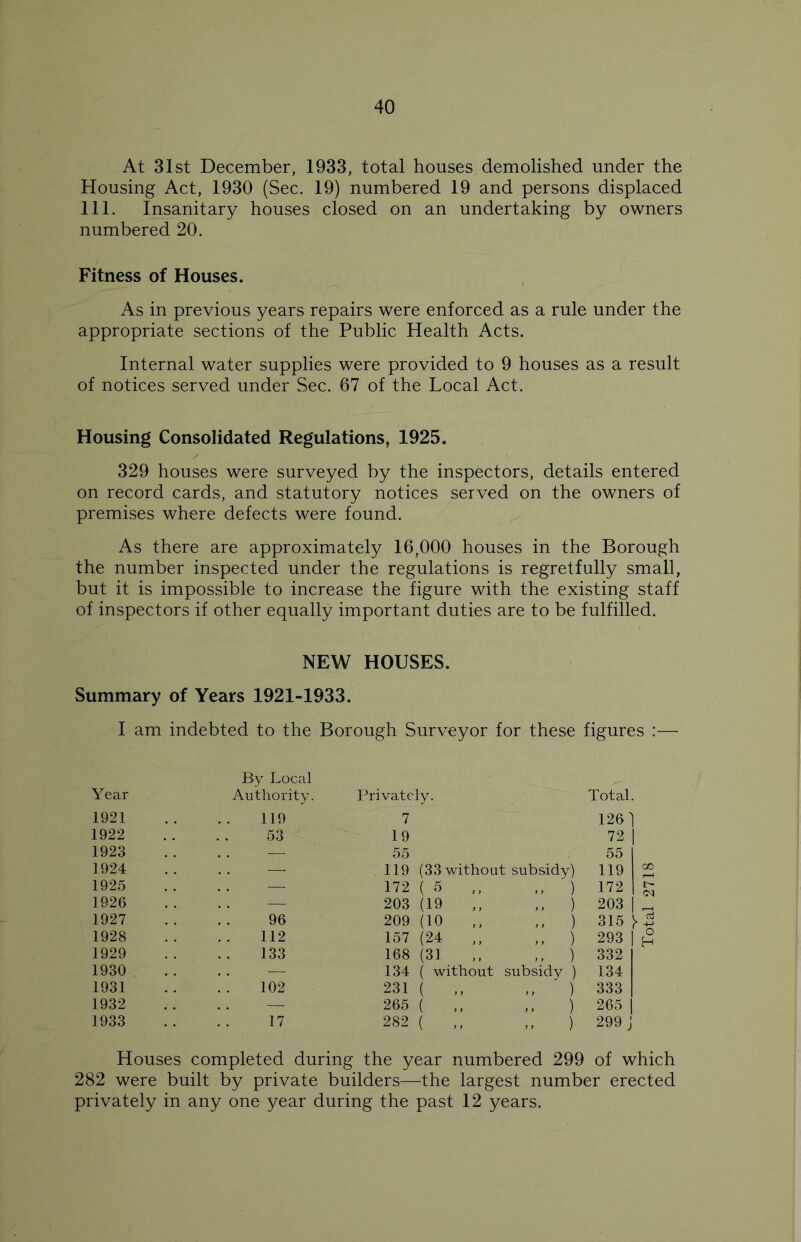 40
At 31st December, 1933, total houses demolished under the
Housing Act, 1930 (Sec. 19) numbered 19 and persons displaced
111. Insanitary houses closed on an undertaking by owners
numbered 20.
Fitness of Houses.
As in previous years repairs were enforced as a rule under the
appropriate sections of the Public Health Acts.
Internal water supplies were provided to 9 houses as a result
of notices served under Sec. 67 of the Local Act.
Housing Consolidated Regulations, 1925.
329 houses were surveyed by the inspectors, details entered
on record cards, and statutory notices served on the owners of
premises where defects were found.
As there are approximately 16,000 houses in the Borough
the number inspected under the regulations is regretfully small,
but it is impossible to increase the figure with the existing staff
of inspectors if other equally important duties are to be fulfilled.
NEW HOUSES.
Summary of Years 1921-1933.
I am indebted to the Borough Surveyor for these figures :—
By Local
Year Authority. Privately. Total.
1921 .. .. 119 7 126
1922 .. .. 53 19 72
1923 .. .. — 55 55
1924 .. .. — 119 (33 without subsidy) 119
1925 .. .. — 172 ( 5 ,, ,, ) 172
1926 .. .. — 203 (19 ,, ,, ) 203
1927 .. .. 96 209 (10 ,, ,, ) 315
1928 .. .. 112 157 (24 ,, ,, ) 293
1929 .. .. 133 168 (31 ,, ,, ) 332
1930 .. .. — 134 ( without subsidy ) 134
1931 .. .. 102 231 ( ,, ,, ) 333
1932 .. .. — 265 ( ,, ,, ) 265
1933 .. .. 17 282 ( ,, ,, ) 299
Total 2718
Houses completed during the year numbered 299 of which
282 were built by private builders—the largest number erected
privately in any one year during the past 12 years.